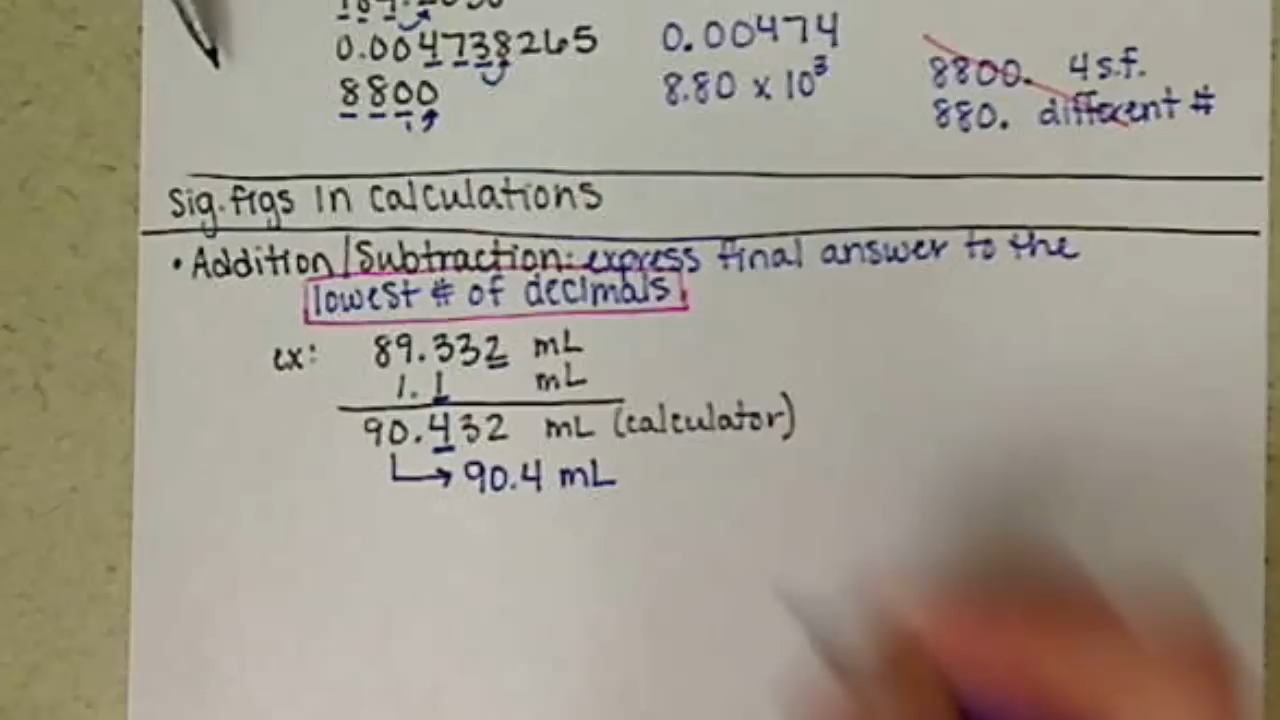 0.004738265 0.00474
8800 8.80 x 10³
8800. 4 s.f.
880. different #
Sig. figs in Calculations
• Addition/Subtraction: express final answer to the
lowest # of decimals.
ex: 89.332 mL
1.1 mL
90.432 mL (calculator)
90.4 mL